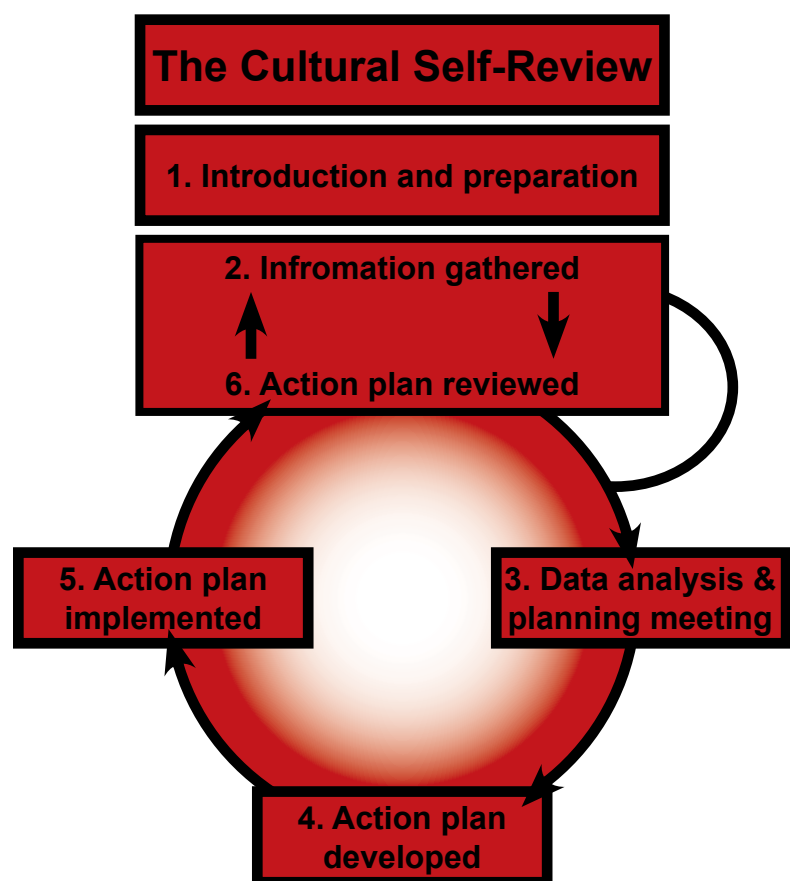 The Cultural Self-Review
1. Introduction and preparation
2. Infromation gathered
6. Action plan reviewed
5. Action plan
implemented
3. Data analysis &
planning meeting
4. Action plan
developed